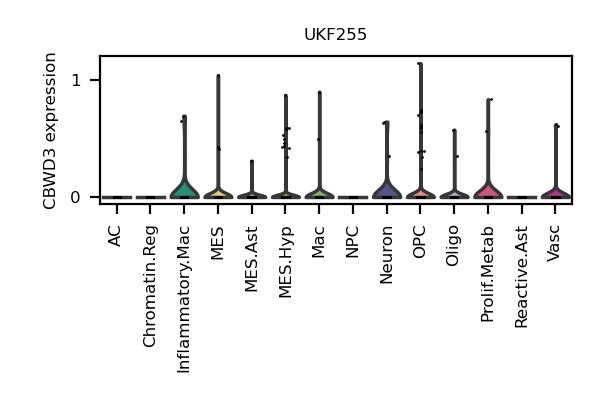 UKF255
CBWD3 expression
1
0
AC
Chromatin.Reg
Inflammatory.Mac
MES
MES.Ast
MES.Hyp
Mac
NPC
Neuron
OPC
Oligo
Prolif.Metab
Reactive.Ast
Vasc